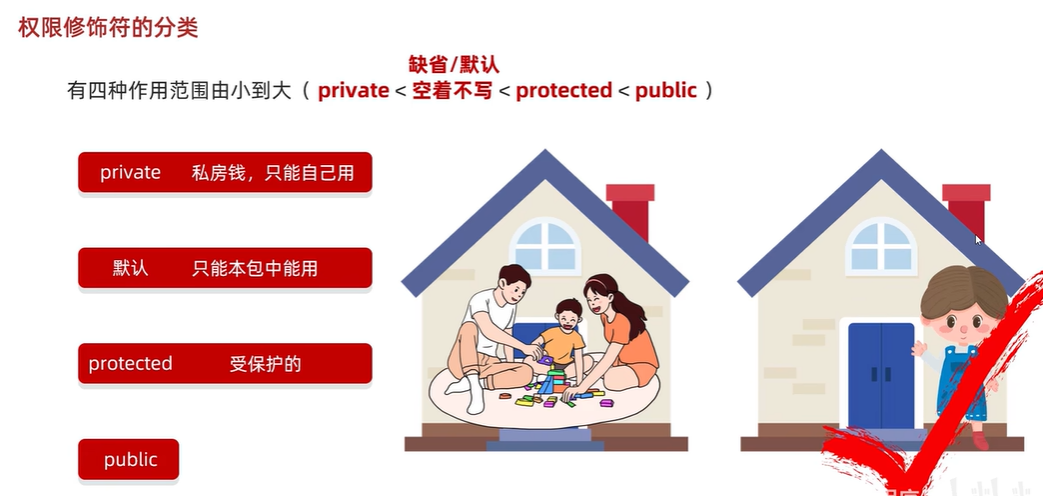 权限修饰符的分类
缺省/默认
有四种作用范围由小到大（ private < 空着不写 < protected < public ）
private 私房钱，只能自己用
默认 只能本包中能用
protected 受保护的
public